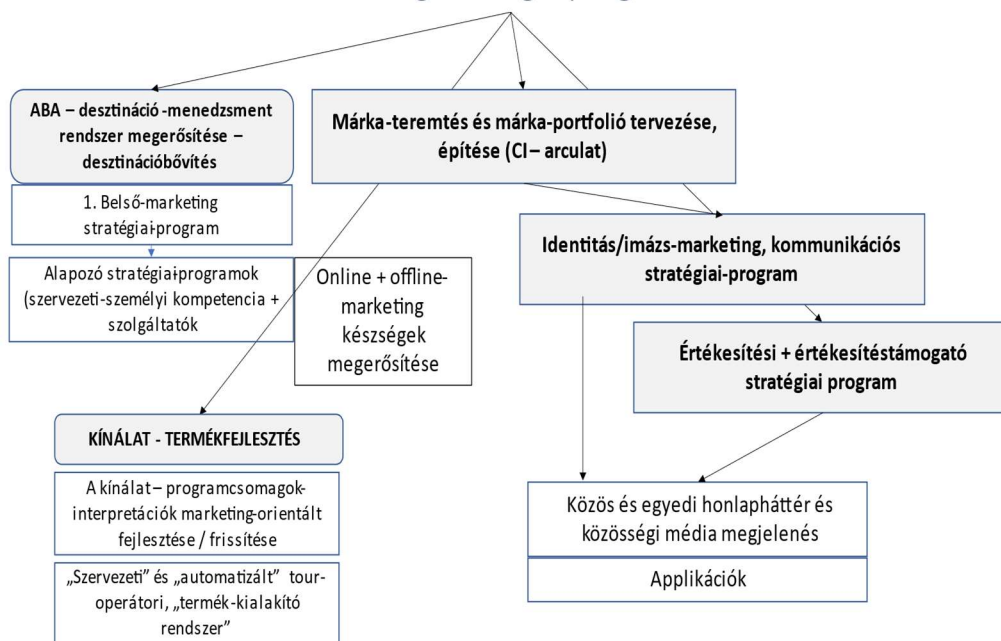 ABA – desztináció-menedzsment
rendszer megerősítése –
desztinációbővítés
1. Belső-marketing
stratégiai-program
Alapozó stratégiai-programok
(szervezeti-személyi kompetencia +
szolgáltatók
Online + offline-
marketing
készségek
megerősítése
Márka-teremtés és márka-portfolió tervezése,
építése (CI – arculat)
Identitás/imázs-marketing, kommunikációs
stratégiai-program
Értékesítési + értékesítéstámogató
stratégiai program
KÍNÁLAT - TERMÉKFEJLESZTÉS
A kínálat – programcsomagok-
interpretációk marketing-orientált
fejlesztése / frissítése
„Szervezeti” és „automatizált” tour-
operátori, „termék-kialakító
rendszer”
Közös és egyedi honlapháttér és
közösségi média megjelenés
Applikációk